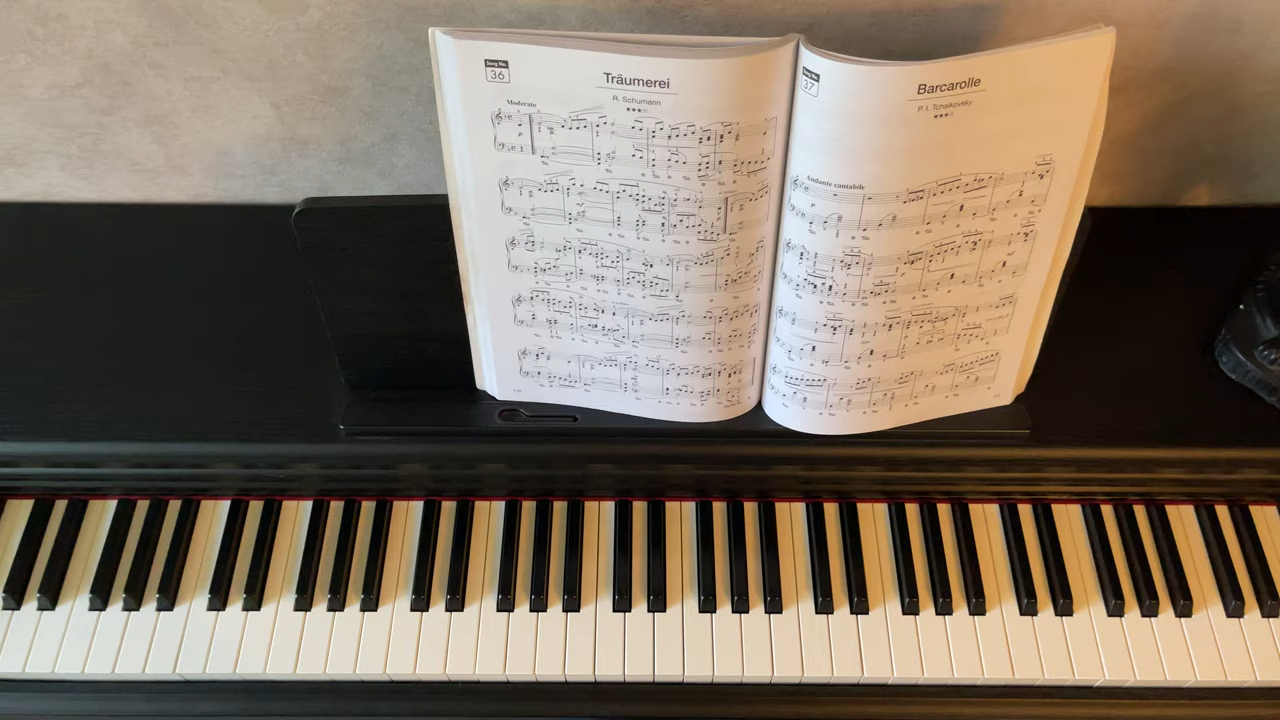 Song No.
36
Träumerei
R. Schumann
★★★☆
Moderato
Song No.
37
Barcarolle
P. I. Tchaikovsky
★★★☆
Andante cantabile